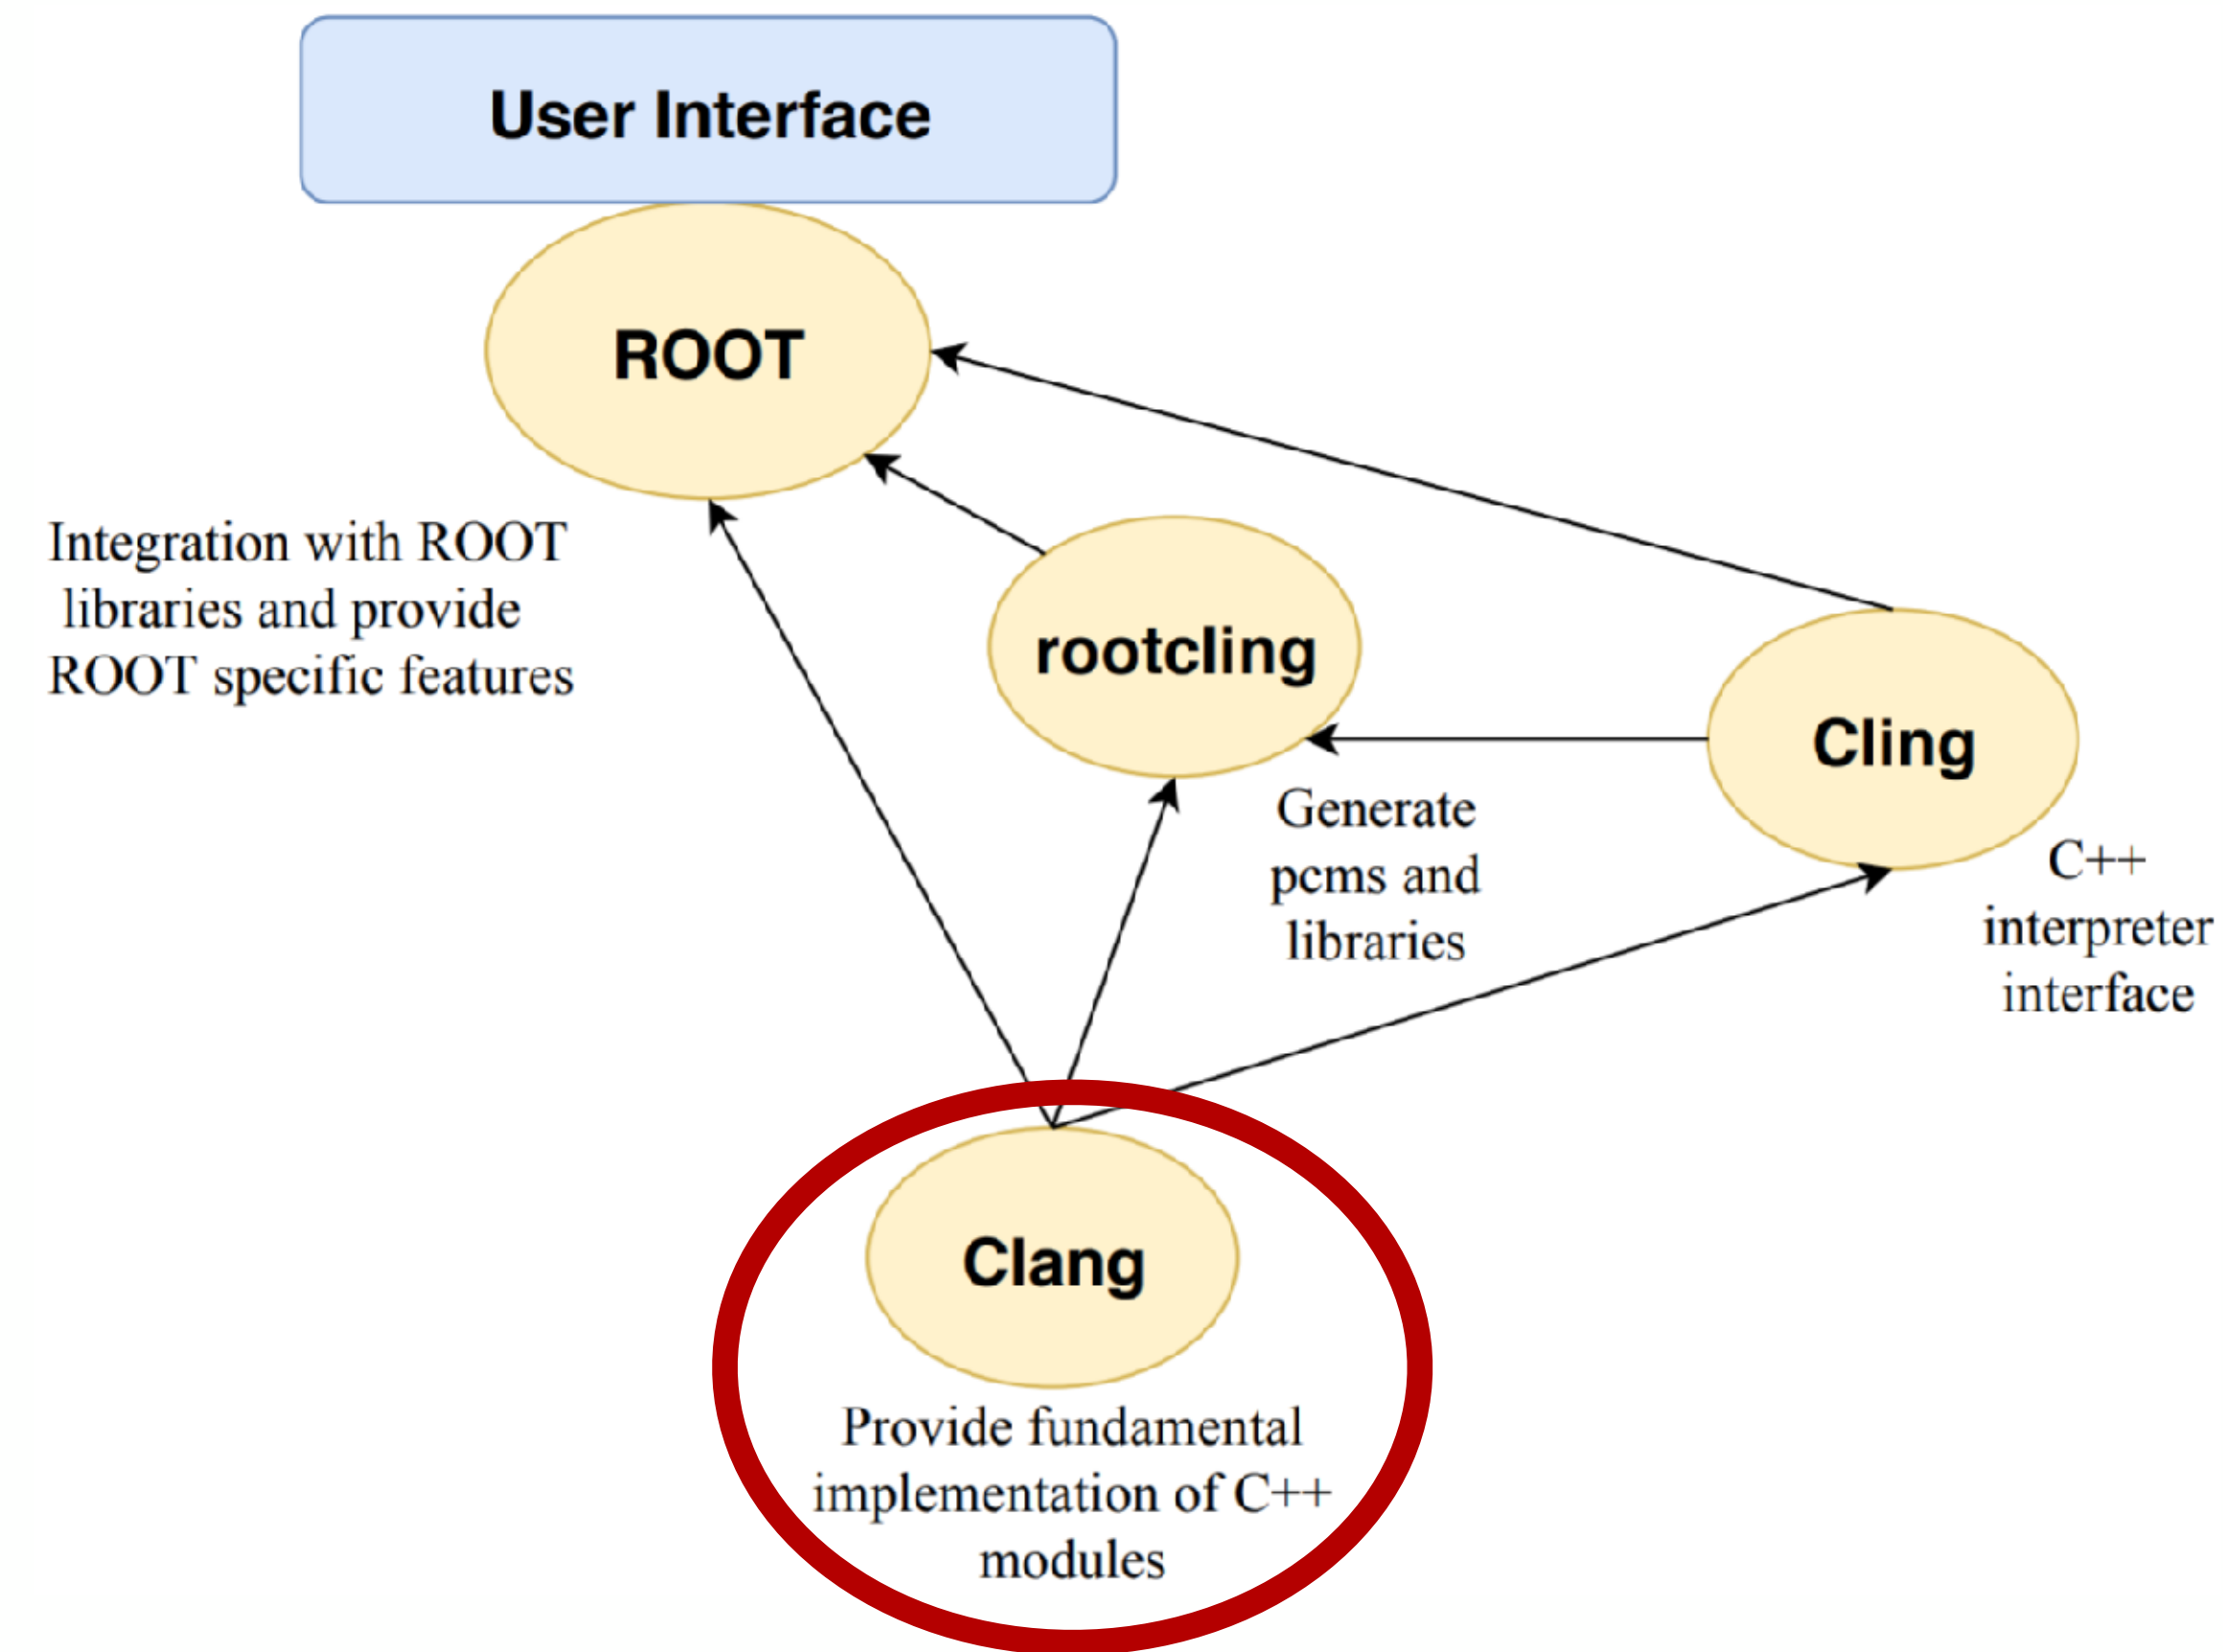 User Interface
ROOT
Integration with ROOT
libraries and provide
ROOT specific features
rootcling
Cling
Generate
pcms and
libraries
C++
interpreter
interface
Clang
Provide fundamental
implementation of C++
modules